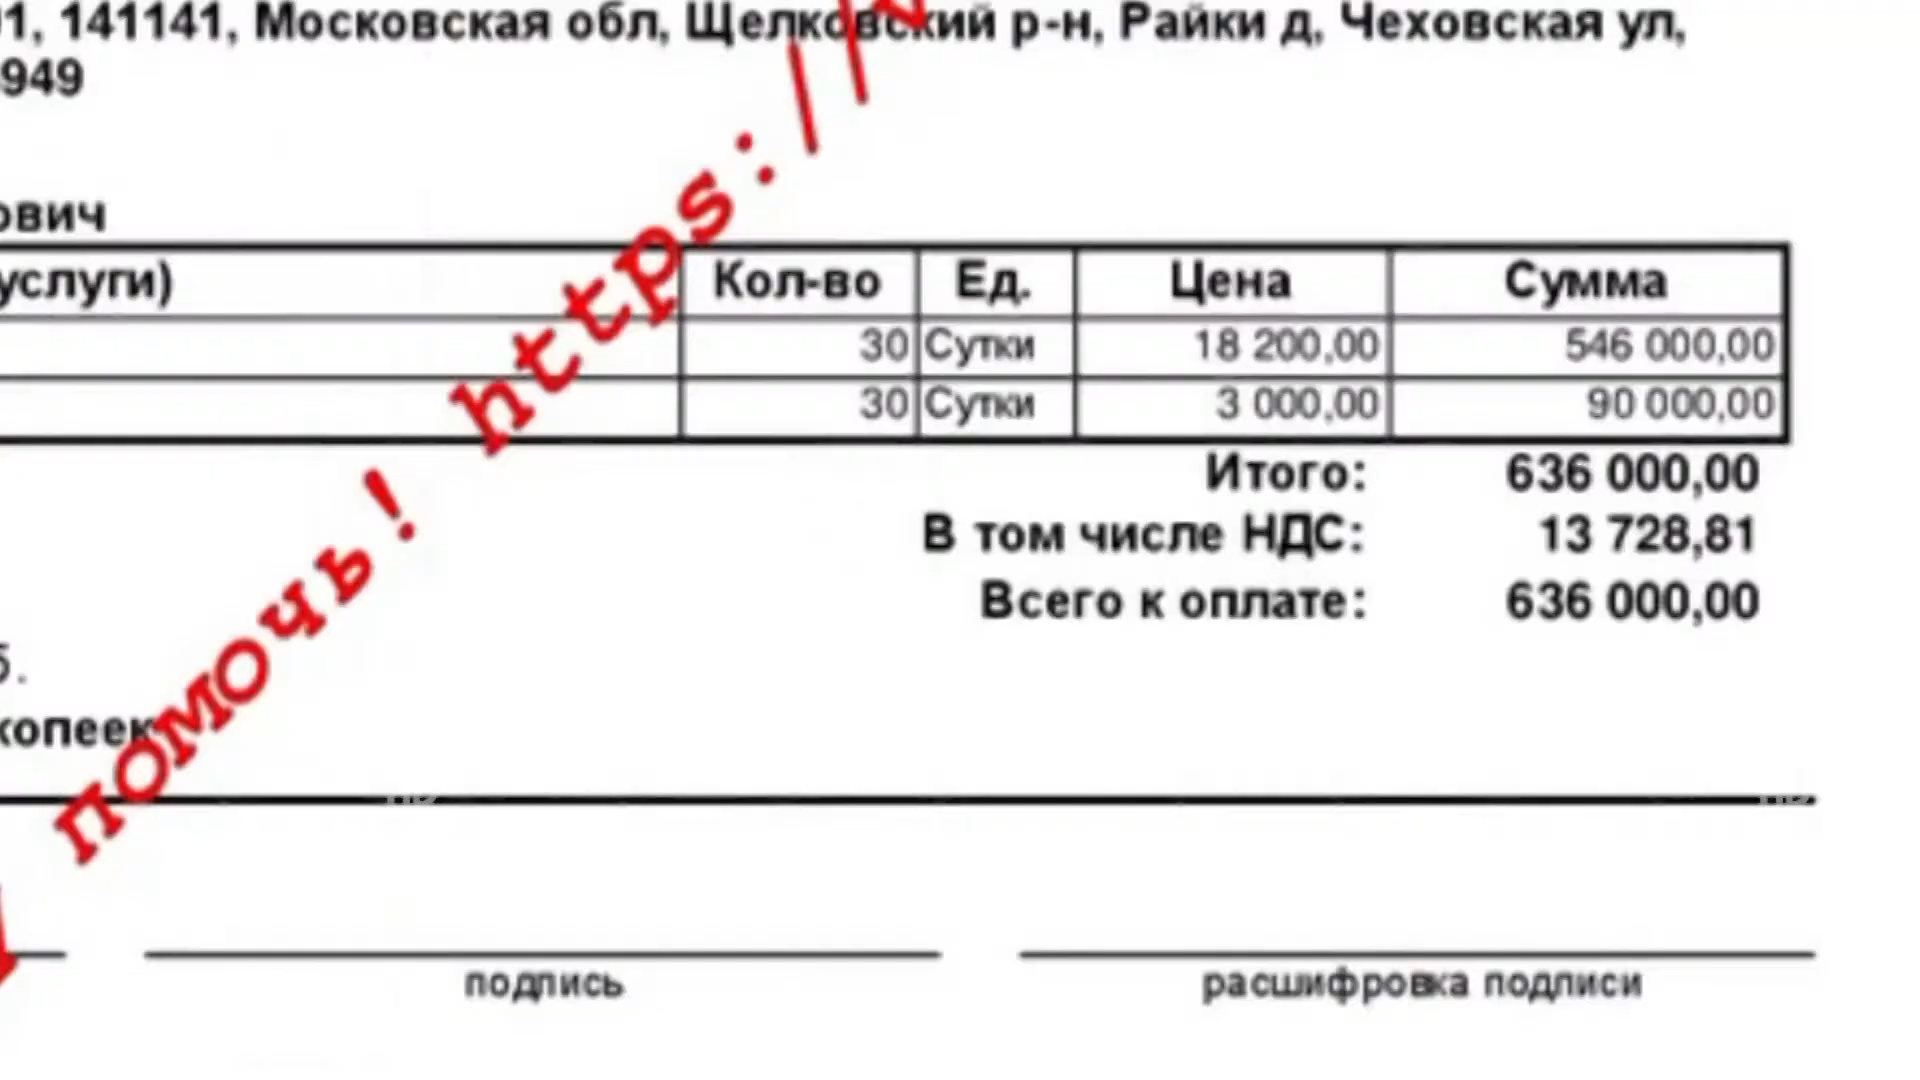 1, 141141, Московская обл, Щелковский р-н, Райки д, Чеховская ул,
949
ович
услуги) Кол-во Ед. Цена Сумма
30 Сутки 18 200,00 546 000,00
30 Сутки 3 000,00 90 000,00
Итого: 636 000,00
В том числе НДС: 13 728,81
Всего к оплате: 636 000,00
б.
копеек
помочь! https://
подпись расшифровка подписи